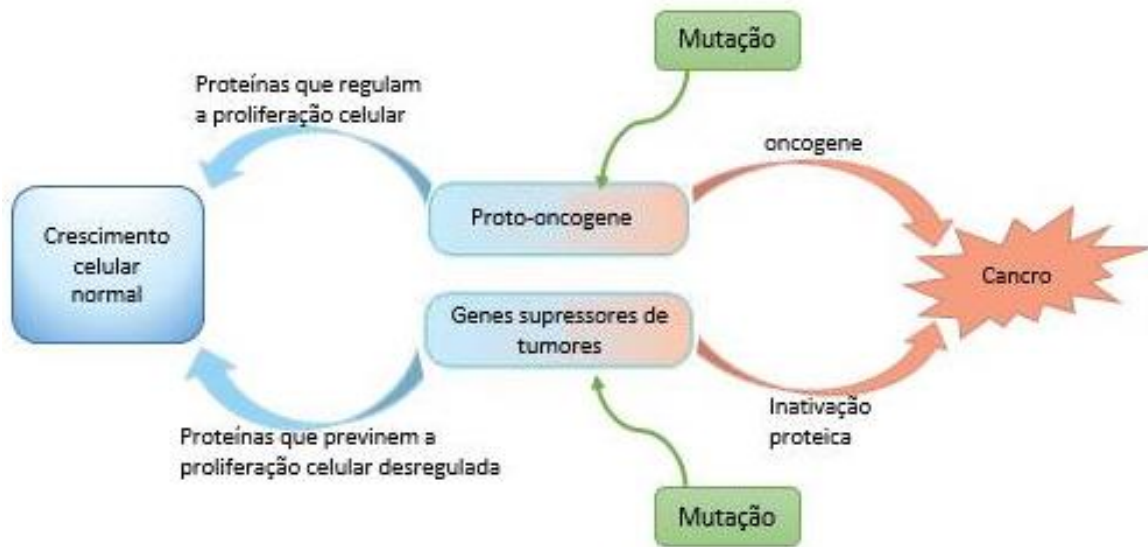 Mutação
Proteínas que regulam
a proliferação celular
oncogene
Proto-oncogene
Crescimento
celular
normal
Cancro
Genes supressores de
tumores
Inativação
proteica
Proteínas que previnem a
proliferação celular desregulada
Mutação